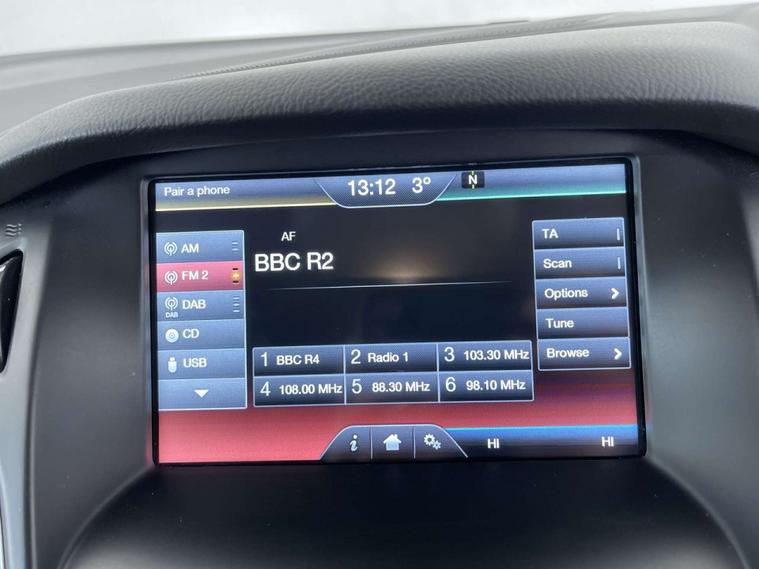 Pair a phone
13:12 3°
N
AM
FM 2
DAB
DAB
CD
USB
AF
BBC R2
TA
Scan
Options
Tune
Browse
1 BBC R4
2 Radio 1
3 103.30 MHz
4 108.00 MHz
5 88.30 MHz
6 98.10 MHz
i
HI
HI